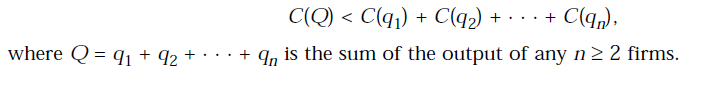 C(Q) < C(q₁) + C(q₂) + · · · + C(qₙ),
where Q = q₁ + q₂ + · · · + qₙ is the sum of the output of any n ≥ 2 firms.